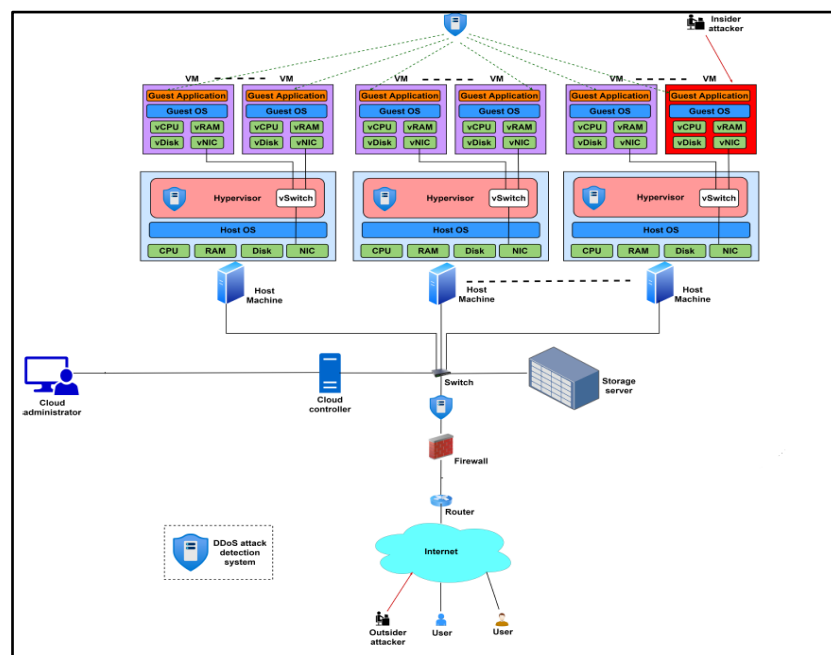 Insider
attacker
VM
VM
VM
VM
VM
VM
Guest Application
Guest Application
Guest Application
Guest Application
Guest Application
Guest Application
Guest OS
Guest OS
Guest OS
Guest OS
Guest OS
Guest OS
vCPU
vRAM
vCPU
vRAM
vCPU
vRAM
vCPU
vRAM
vCPU
vRAM
vCPU
vRAM
vDisk
vNIC
vDisk
vNIC
vDisk
vNIC
vDisk
vNIC
vDisk
vNIC
vDisk
vNIC
Hypervisor
vSwitch
Hypervisor
vSwitch
Hypervisor
vSwitch
Host OS
Host OS
Host OS
CPU
RAM
Disk
NIC
CPU
RAM
Disk
NIC
CPU
RAM
Disk
NIC
Host
Machine
Host
Machine
Host
Machine
Cloud
administrator
Cloud
controller
Switch
Storage
server
Firewall
Router
DDoS attack
detection
system
Internet
Outsider
attacker
User
User